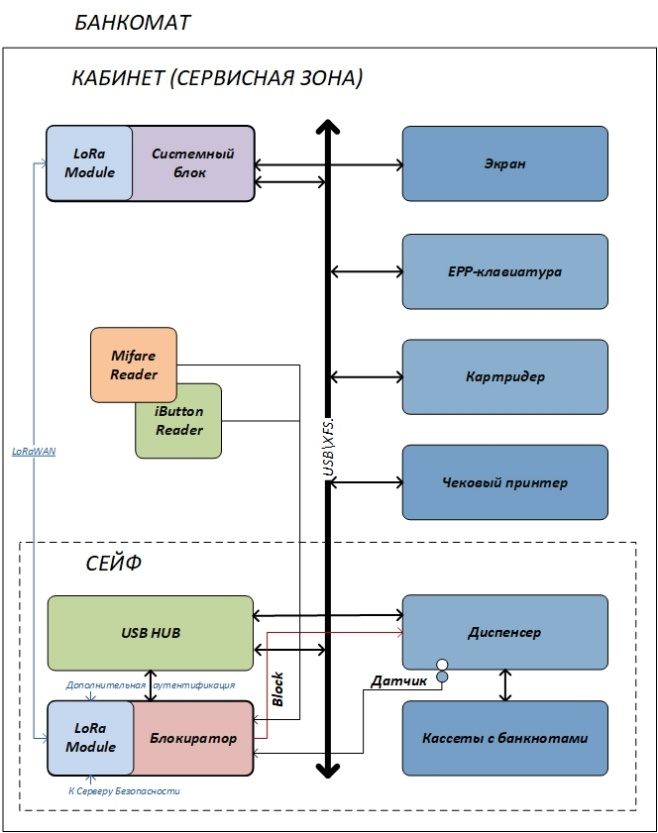 БАНКОМАТ
КАБИНЕТ (СЕРВИСНАЯ ЗОНА)
LoRa
Module
Системный
блок
Экран
EPP-клавиатура
Mifare
Reader
iButton
Reader
Картридер
LoRaWAN
USB\XFS.
Чековый принтер
СЕЙФ
USB HUB
Диспенсер
Дополнительная аутентификация
Block
Датчик
LoRa
Module
Блокиратор
Кассеты с банкнотами
К Серверу Безопасности